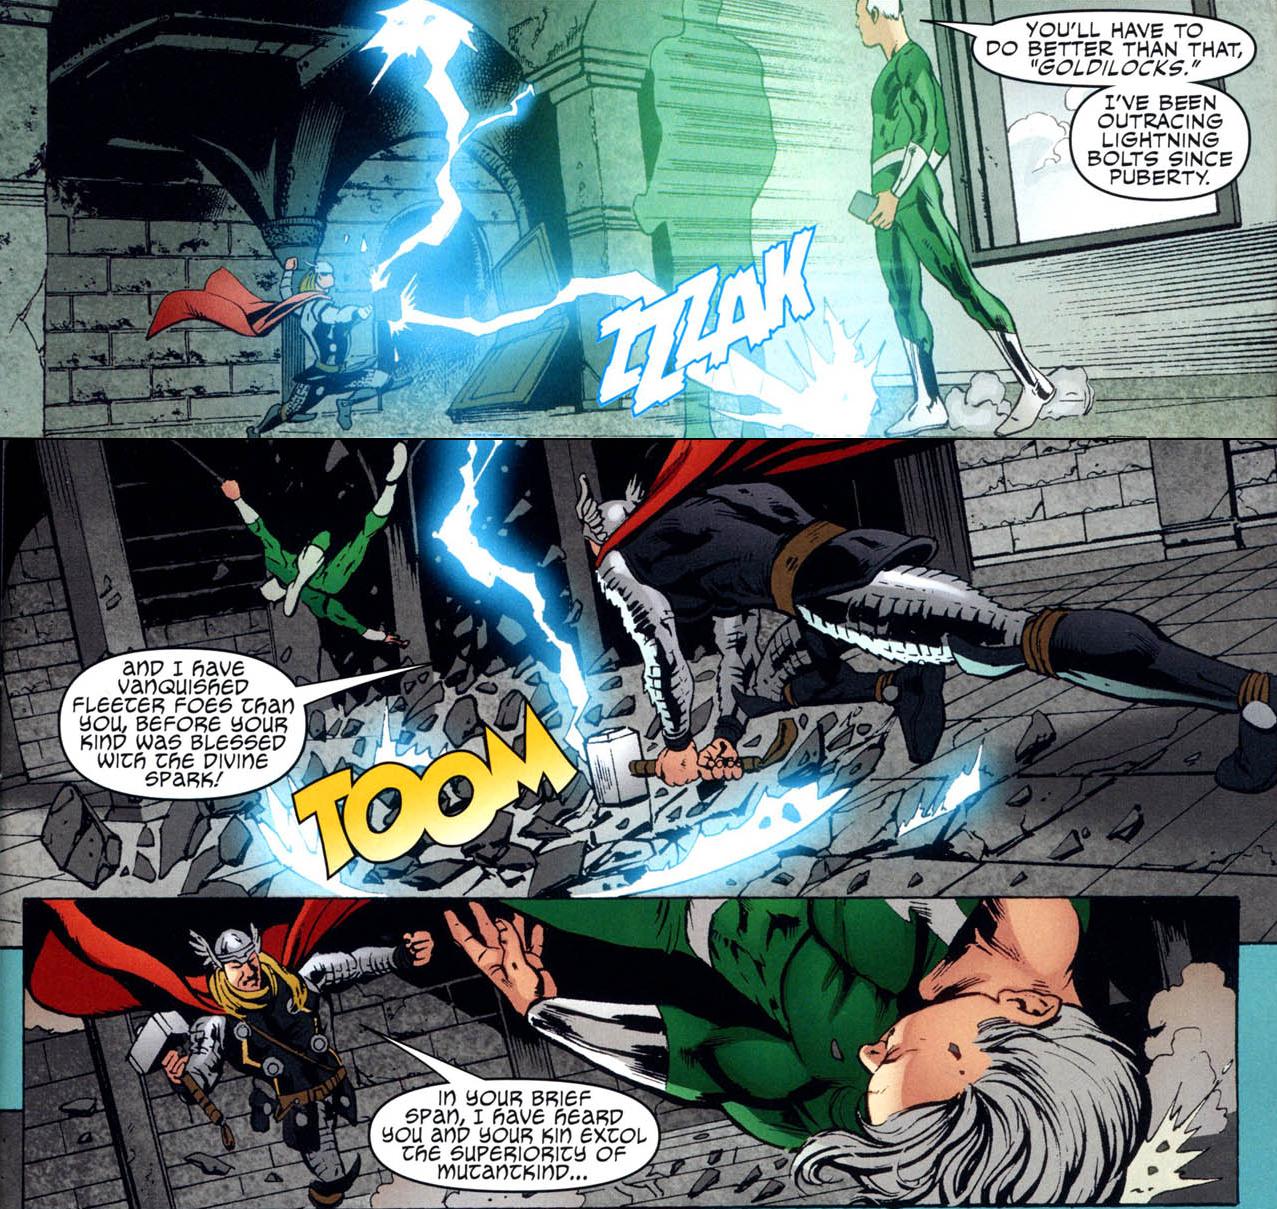 YOU'LL HAVE TO
DO BETTER THAN THAT,
"GOLDILOCKS."
I'VE BEEN
OUTRACING
LIGHTNING
BOLTS SINCE
PUBERTY.
TZZLAK
AND I HAVE
VANQUISHED
FLEETER FOES THAN
YOU, BEFORE YOUR
KIND WAS BLESSED
WITH THE DIVINE
SPARK!
TOOM
IN YOUR BRIEF
SPAN, I HAVE HEARD
YOU AND YOUR KIN EXTOL
THE SUPERIORITY OF
MUTANTKIND...